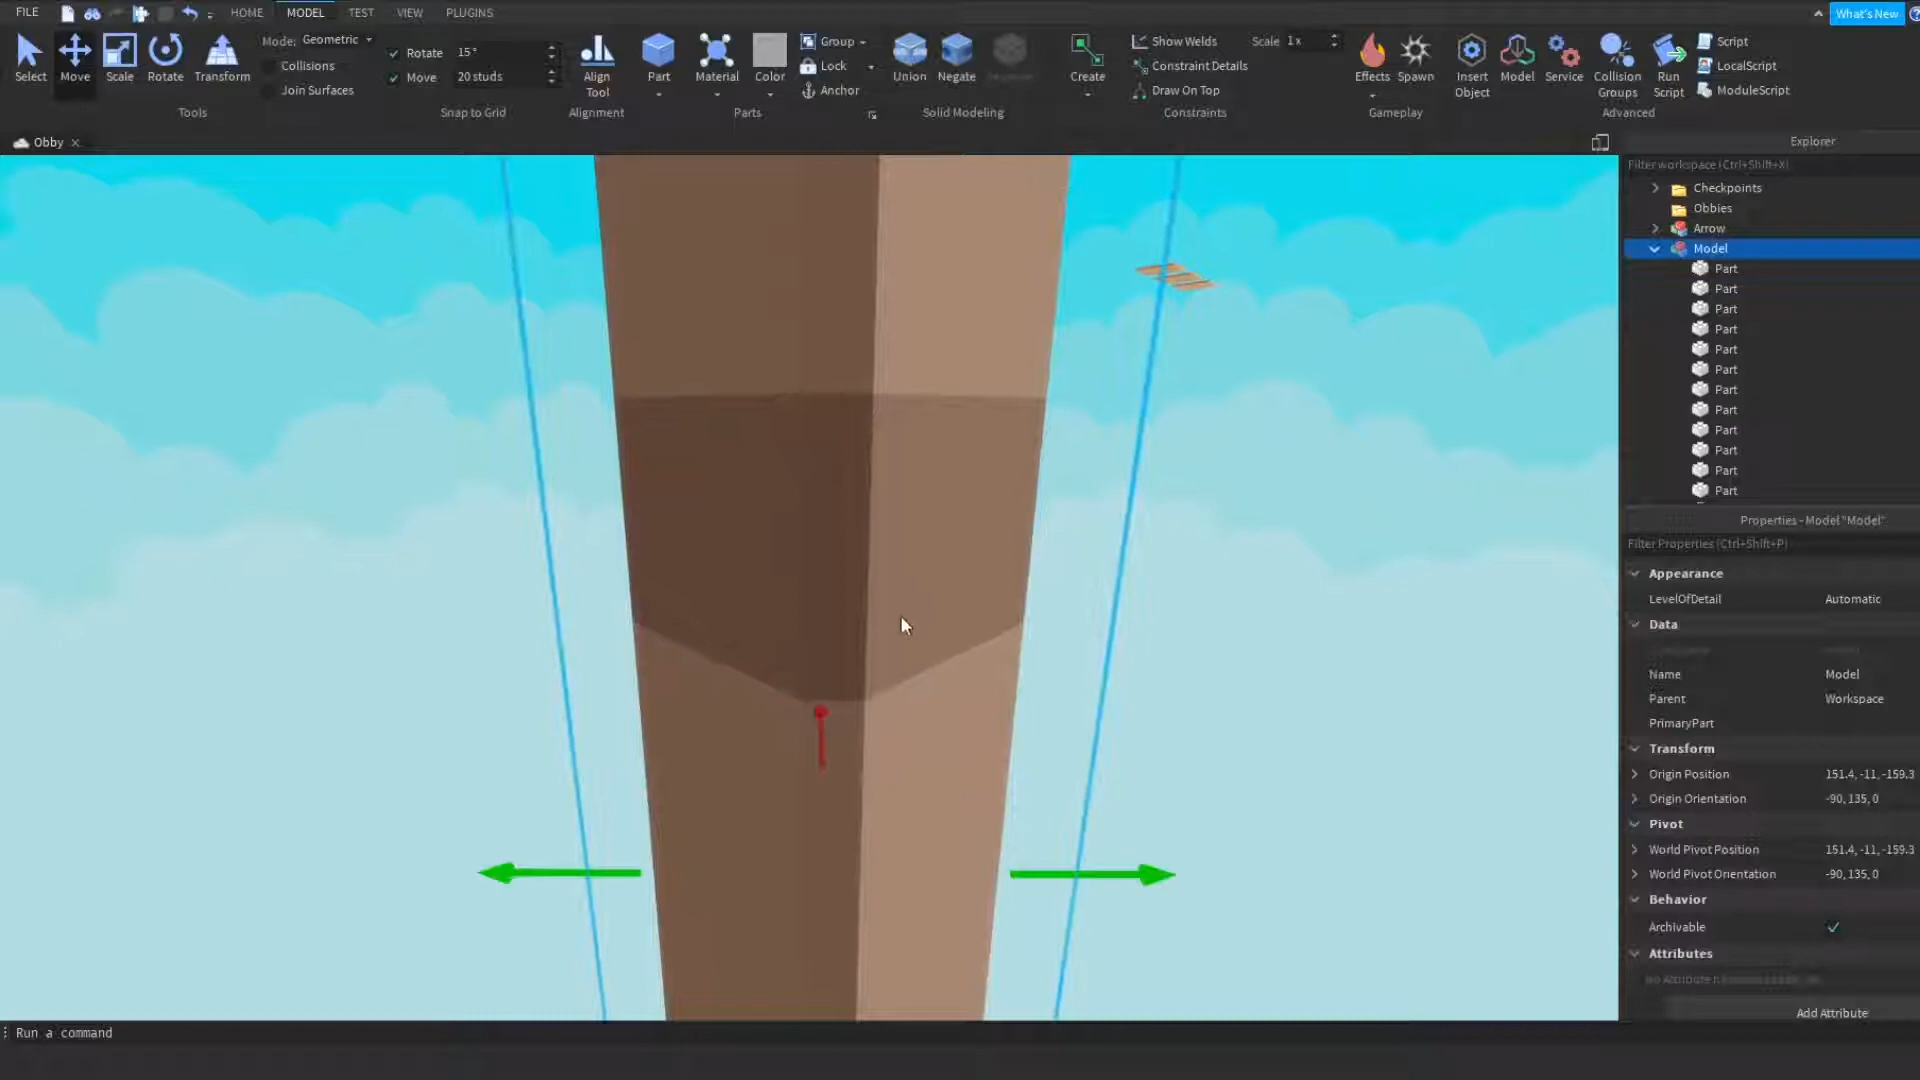 FILE
HOME
MODEL
TEST
VIEW
PLUGINS
What's New
Select
Move
Scale
Rotate
Transform
Mode: Geometric
Collisions
Join Surfaces
Tools
Rotate 15°
Move 20 studs
Snap to Grid
Align Tool
Alignment
Part
Material
Color
Group
Lock
Anchor
Parts
Union
Negate
Solid Modeling
Create
Show Welds
Scale 1x
Constraint Details
Draw On Top
Constraints
Effects
Spawn
Gameplay
Insert Object
Model
Service
Collision Groups
Run Script
Script
LocalScript
ModuleScript
Advanced
Obby
Explorer
Filter workspace (Ctrl+Shift+X)
Checkpoints
Obbies
Arrow
Model
Part
Part
Part
Part
Part
Part
Part
Part
Part
Part
Part
Part
Properties - Model "Model"
Filter Properties (Ctrl+Shift+P)
Appearance
LevelOfDetail Automatic
Data
Name Model
Parent Workspace
PrimaryPart
Transform
Origin Position 151.4, -11, -159.3
Origin Orientation -90, 135, 0
Pivot
World Pivot Position 151.4, -11, -159.3
World Pivot Orientation -90, 135, 0
Behavior
Archivable
Attributes
Add Attribute
Run a command